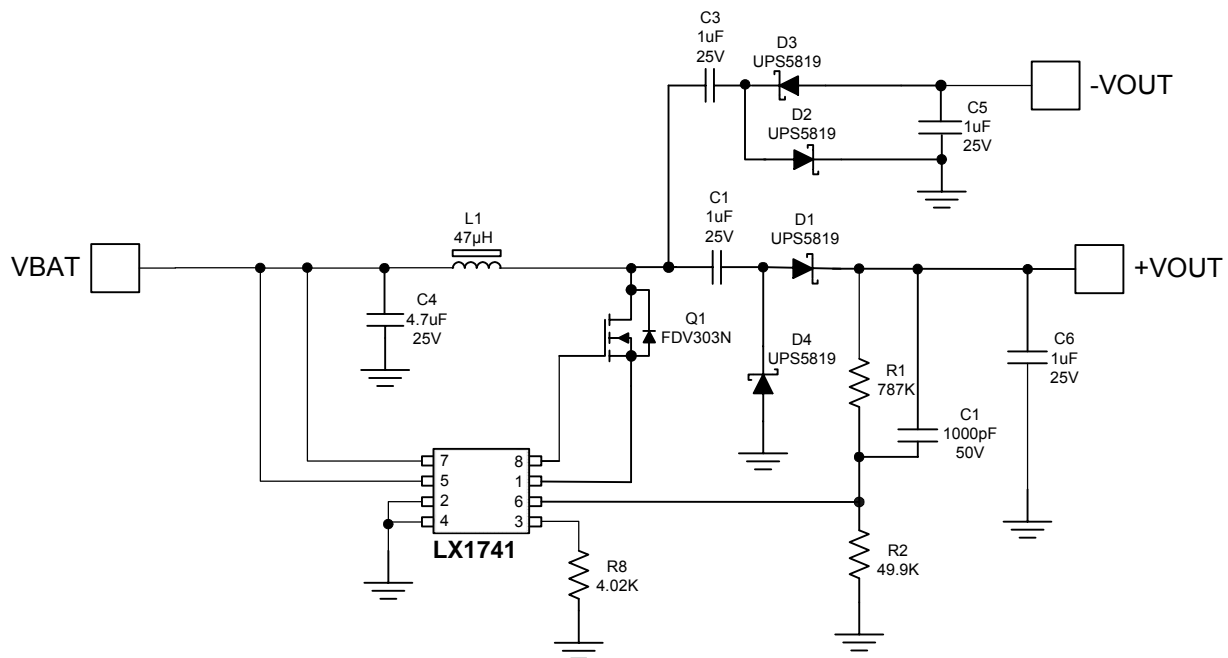 C3
1uF
25V
D3
UPS5819
-VOUT
D2
UPS5819
C5
1uF
25V
C1
1uF
25V
D1
UPS5819
L1
47µH
VBAT
+VOUT
C4
4.7uF
25V
Q1
FDV303N
D4
UPS5819
R1
787K
C6
1uF
25V
C1
1000pF
50V
7
8
5
1
2
6
4
3
LX1741
R8
4.02K
R2
49.9K